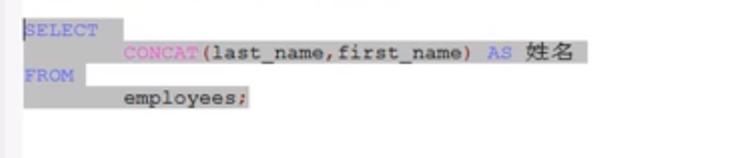 SELECT
CONCAT(last_name,first_name) AS 姓名
FROM
employees;